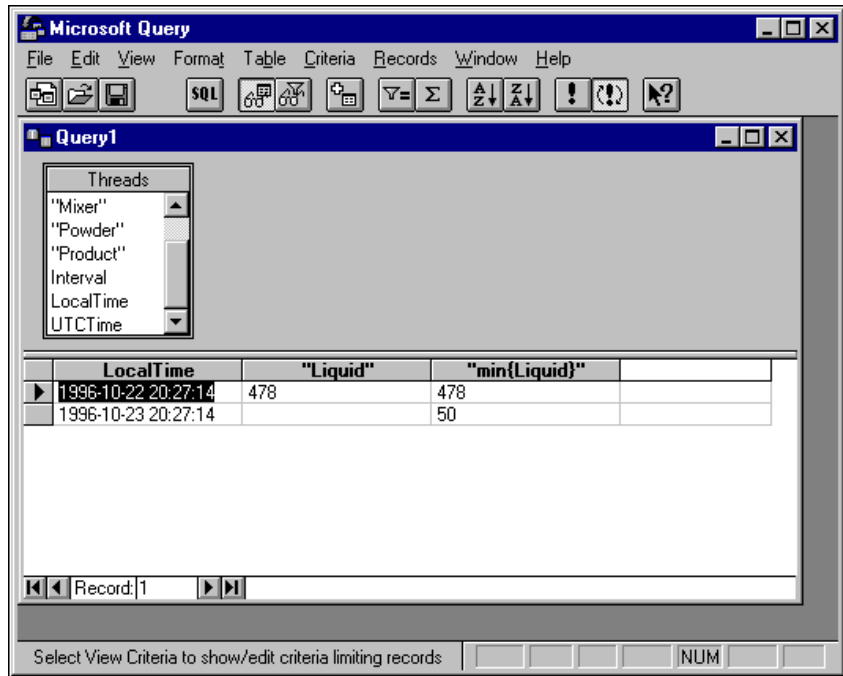 Microsoft Query
File Edit View Format Table Criteria Records Window Help
SQL A Z Z A ! (!) ?
Query1
Threads
"Mixer"
"Powder"
"Product"
Interval
LocalTime
UTCTime
LocalTime "Liquid" "min{Liquid}"
1996-10-22 20:27:14 478 478
1996-10-23 20:27:14 50
Record: 1
Select View Criteria to show/edit criteria limiting records NUM